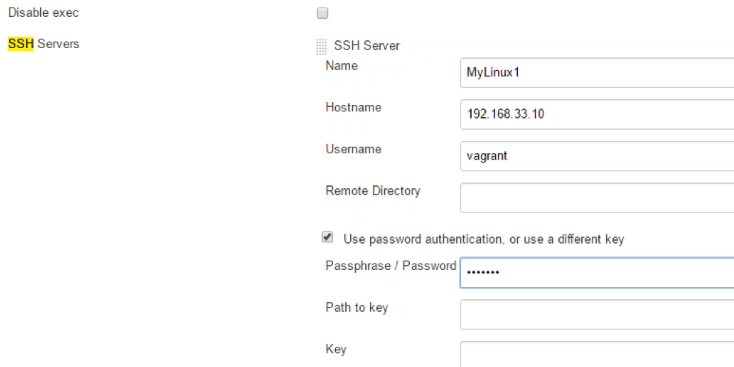 Disable exec
SSH Servers
SSH Server
Name
MyLinux1
Hostname
192.168.33.10
Username
vagrant
Remote Directory
Use password authentication, or use a different key
Passphrase / Password
•••••••
Path to key
Key